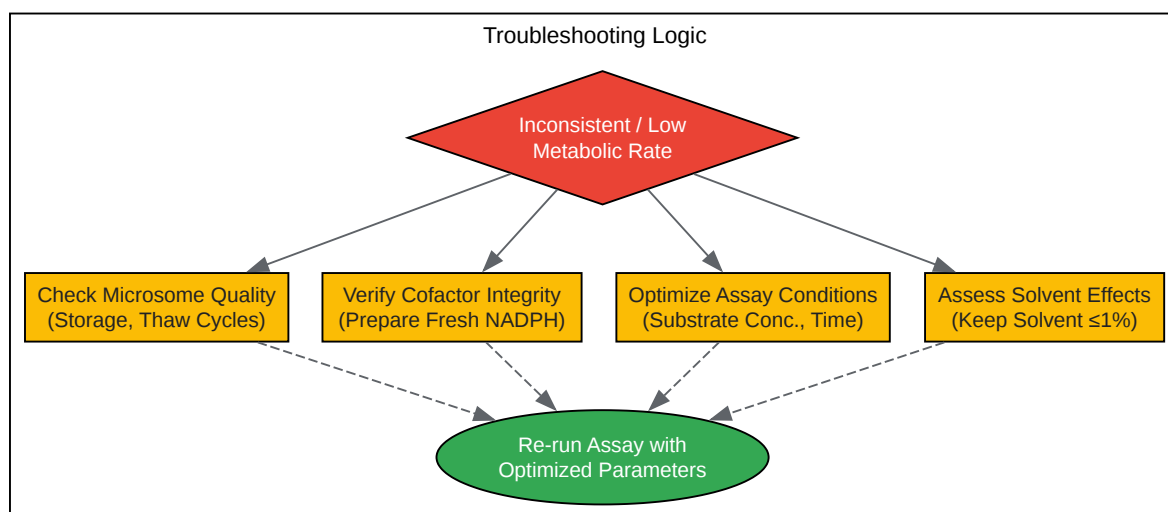 Troubleshooting Logic
Inconsistent / Low
Metabolic Rate
Check Microsome Quality
(Storage, Thaw Cycles)
Verify Cofactor Integrity
(Prepare Fresh NADPH)
Optimize Assay Conditions
(Substrate Conc., Time)
Assess Solvent Effects
(Keep Solvent ≤1%)
Re-run Assay with
Optimized Parameters